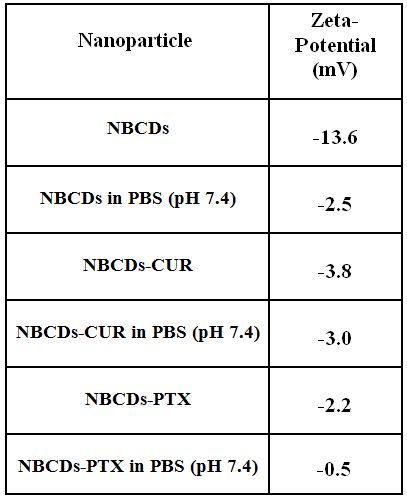 Nanoparticle
Zeta-
Potential
(mV)
NBCDs
-13.6
NBCDs in PBS (pH 7.4)
-2.5
NBCDs-CUR
-3.8
NBCDs-CUR in PBS (pH 7.4)
-3.0
NBCDs-PTX
-2.2
NBCDs-PTX in PBS (pH 7.4)
-0.5